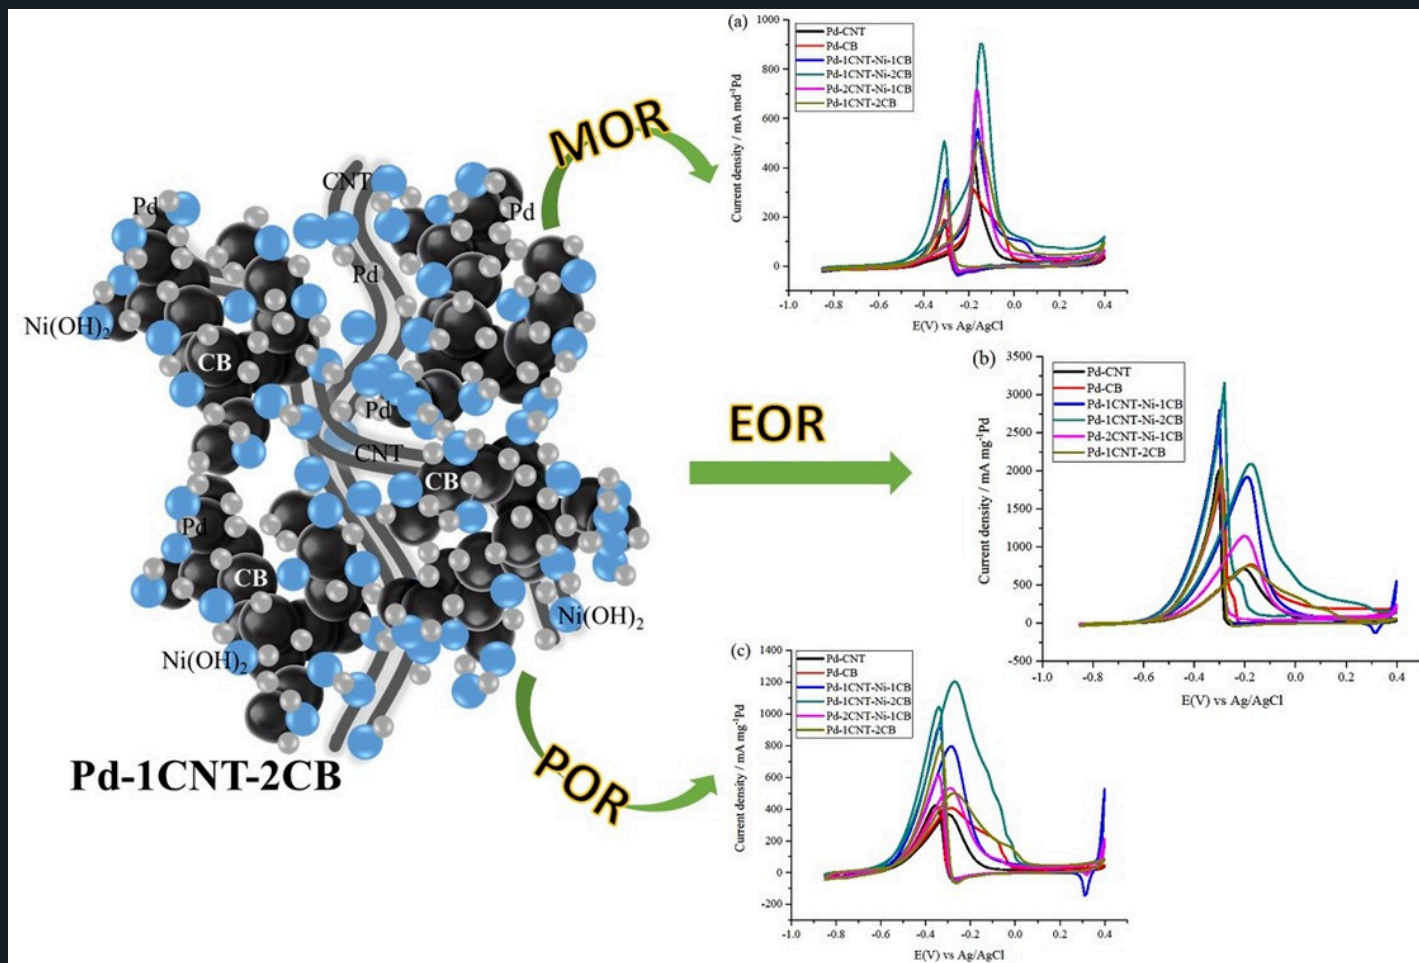 CNT
Pd
Pd
Pd
Ni(OH)₂
CB
Pd
CNT
CB
Pd
CB
Ni(OH)₂
Ni(OH)₂
Pd-1CNT-2CB
MOR
EOR
POR
(a)
1000
800
600
400
200
0
Current density / mA md⁻¹Pd
Pd-CNT
Pd-CB
Pd-1CNT-Ni-1CB
Pd-1CNT-Ni-2CB
Pd-2CNT-Ni-1CB
Pd-1CNT-2CB
-1.0 -0.8 -0.6 -0.4 -0.2 0.0 0.2 0.4
E(V) vs Ag/AgCl
(b)
3500
3000
2500
2000
1500
1000
500
0
-500
Current density / mA mg⁻¹Pd
Pd-CNT
Pd-CB
Pd-1CNT-Ni-1CB
Pd-1CNT-Ni-2CB
Pd-2CNT-Ni-1CB
Pd-1CNT-2CB
-1.0 -0.8 -0.6 -0.4 -0.2 0.0 0.2 0.4
E(V) vs Ag/AgCl
(c)
1400
1200
1000
800
600
400
200
0
-200
Current density / mA mg⁻¹Pd
Pd-CNT
Pd-CB
Pd-1CNT-Ni-1CB
Pd-1CNT-Ni-2CB
Pd-2CNT-Ni-1CB
Pd-1CNT-2CB
-1.0 -0.8 -0.6 -0.4 -0.2 0.0 0.2 0.4
E(V) vs Ag/AgCl